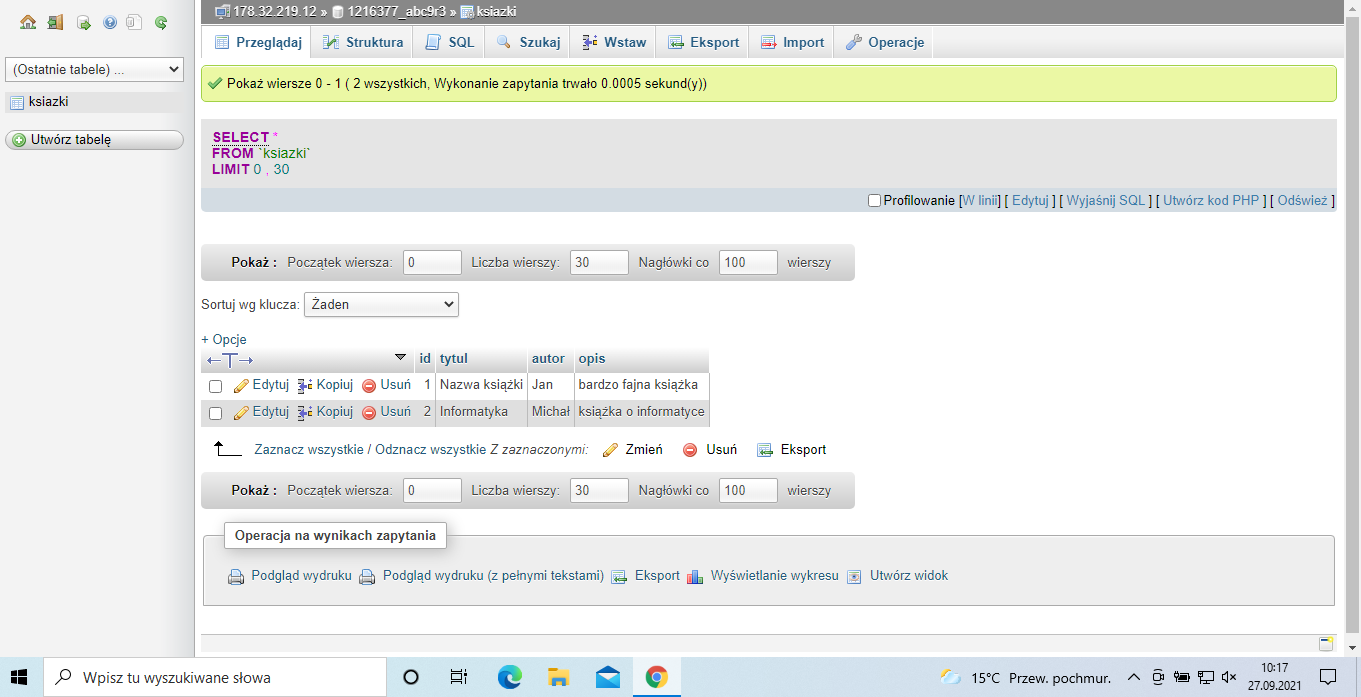 178.32.219.12 » 1216377_abc9r3 » ksiazki
Przeglądaj Struktura SQL Szukaj Wstaw Eksport Import Operacje
(Ostatnie tabele) ...
ksiazki
Utwórz tabelę
Pokaż wiersze 0 - 1 ( 2 wszystkich, Wykonanie zapytania trwało 0.0005 sekund(y))
SELECT *
FROM `ksiazki`
LIMIT 0 , 30
Profilowanie [W linii] [ Edytuj ] [ Wyjaśnij SQL ] [ Utwórz kod PHP ] [ Odśwież ]
Pokaż : Początek wiersza: 0 Liczba wierszy: 30 Nagłówki co 100 wierszy
Sortuj wg klucza: Żaden
+ Opcje
←T→ id tytul autor opis
Edytuj Kopiuj Usuń 1 Nazwa książki Jan bardzo fajna książka
Edytuj Kopiuj Usuń 2 Informatyka Michał książka o informatyce
Zaznacz wszystkie / Odznacz wszystkie Z zaznaczonymi: Zmień Usuń Eksport
Pokaż : Początek wiersza: 0 Liczba wierszy: 30 Nagłówki co 100 wierszy
Operacja na wynikach zapytania
Podgląd wydruku Podgląd wydruku (z pełnymi tekstami) Eksport Wyświetlanie wykresu Utwórz widok
Wpisz tu wyszukiwane słowa
15°C Przew. pochmur.
10:17
27.09.2021